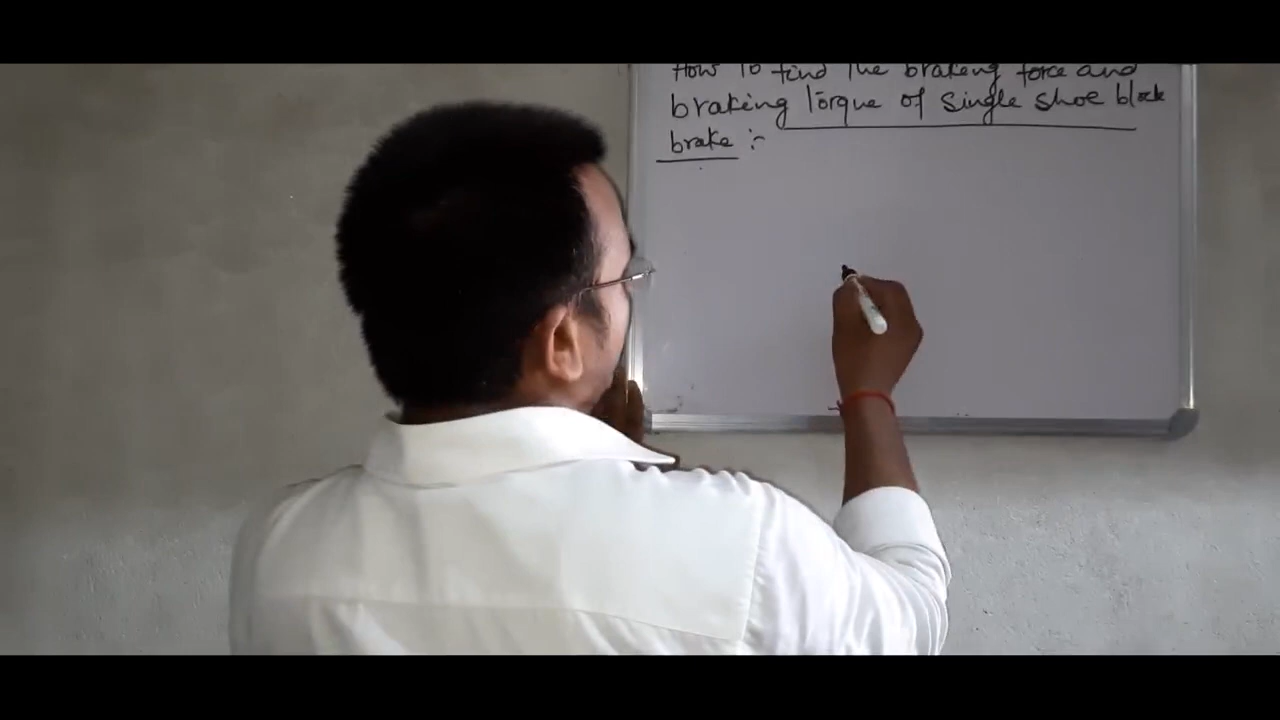 How To find The braking force and
braking Torque of single shoe block
brake :-